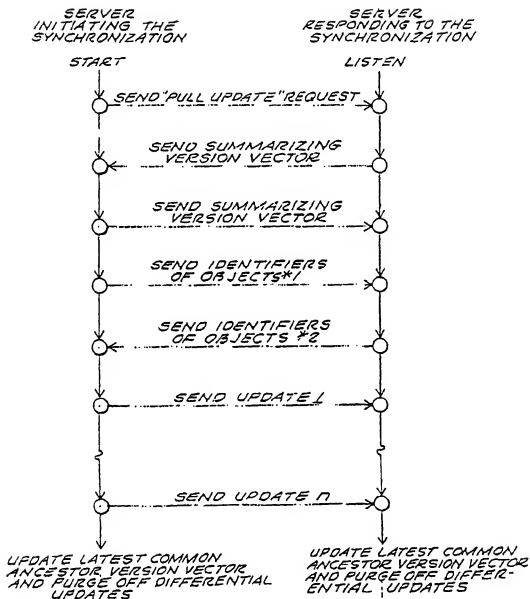 SERVER
INITIATING THE
SYNCHRONIZATION
SERVER
RESPONDING TO THE
SYNCHRONIZATION
START
LISTEN
SEND "PULL UPDATE" REQUEST
SEND SUMMARIZING
VERSION VECTOR
SEND SUMMARIZING
VERSION VECTOR
SEND IDENTIFIERS
OF OBJECTS*1
SEND IDENTIFIERS
OF OBJECTS *2
SEND UPDATE 1
SEND UPDATE n
UPDATE LATEST COMMON
ANCESTOR VERSION VECTOR
AND PURGE OFF DIFFERENTIAL
UPDATES
UPDATE LATEST COMMON
ANCESTOR VERSION VECTOR
AND PURGE OFF DIFFER-
ENTIAL UPDATES